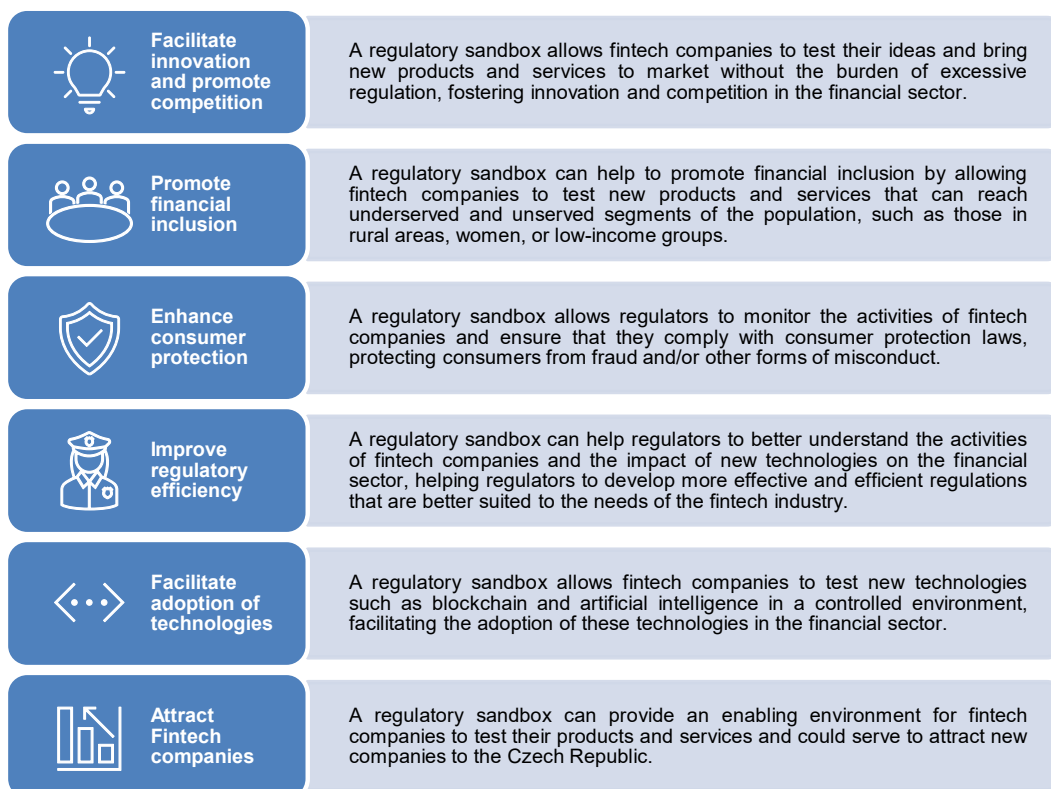 Facilitate
innovation
and promote
competition
A regulatory sandbox allows fintech companies to test their ideas and bring
new products and services to market without the burden of excessive
regulation, fostering innovation and competition in the financial sector.
Promote
financial
inclusion
A regulatory sandbox can help to promote financial inclusion by allowing
fintech companies to test new products and services that can reach
underserved and unserved segments of the population, such as those in
rural areas, women, or low-income groups.
Enhance
consumer
protection
A regulatory sandbox allows regulators to monitor the activities of fintech
companies and ensure that they comply with consumer protection laws,
protecting consumers from fraud and/or other forms of misconduct.
Improve
regulatory
efficiency
A regulatory sandbox can help regulators to better understand the activities
of fintech companies and the impact of new technologies on the financial
sector, helping regulators to develop more effective and efficient regulations
that are better suited to the needs of the fintech industry.
Facilitate
adoption of
technologies
A regulatory sandbox allows fintech companies to test new technologies
such as blockchain and artificial intelligence in a controlled environment,
facilitating the adoption of these technologies in the financial sector.
Attract
Fintech
companies
A regulatory sandbox can provide an enabling environment for fintech
companies to test their products and services and could serve to attract new
companies to the Czech Republic.